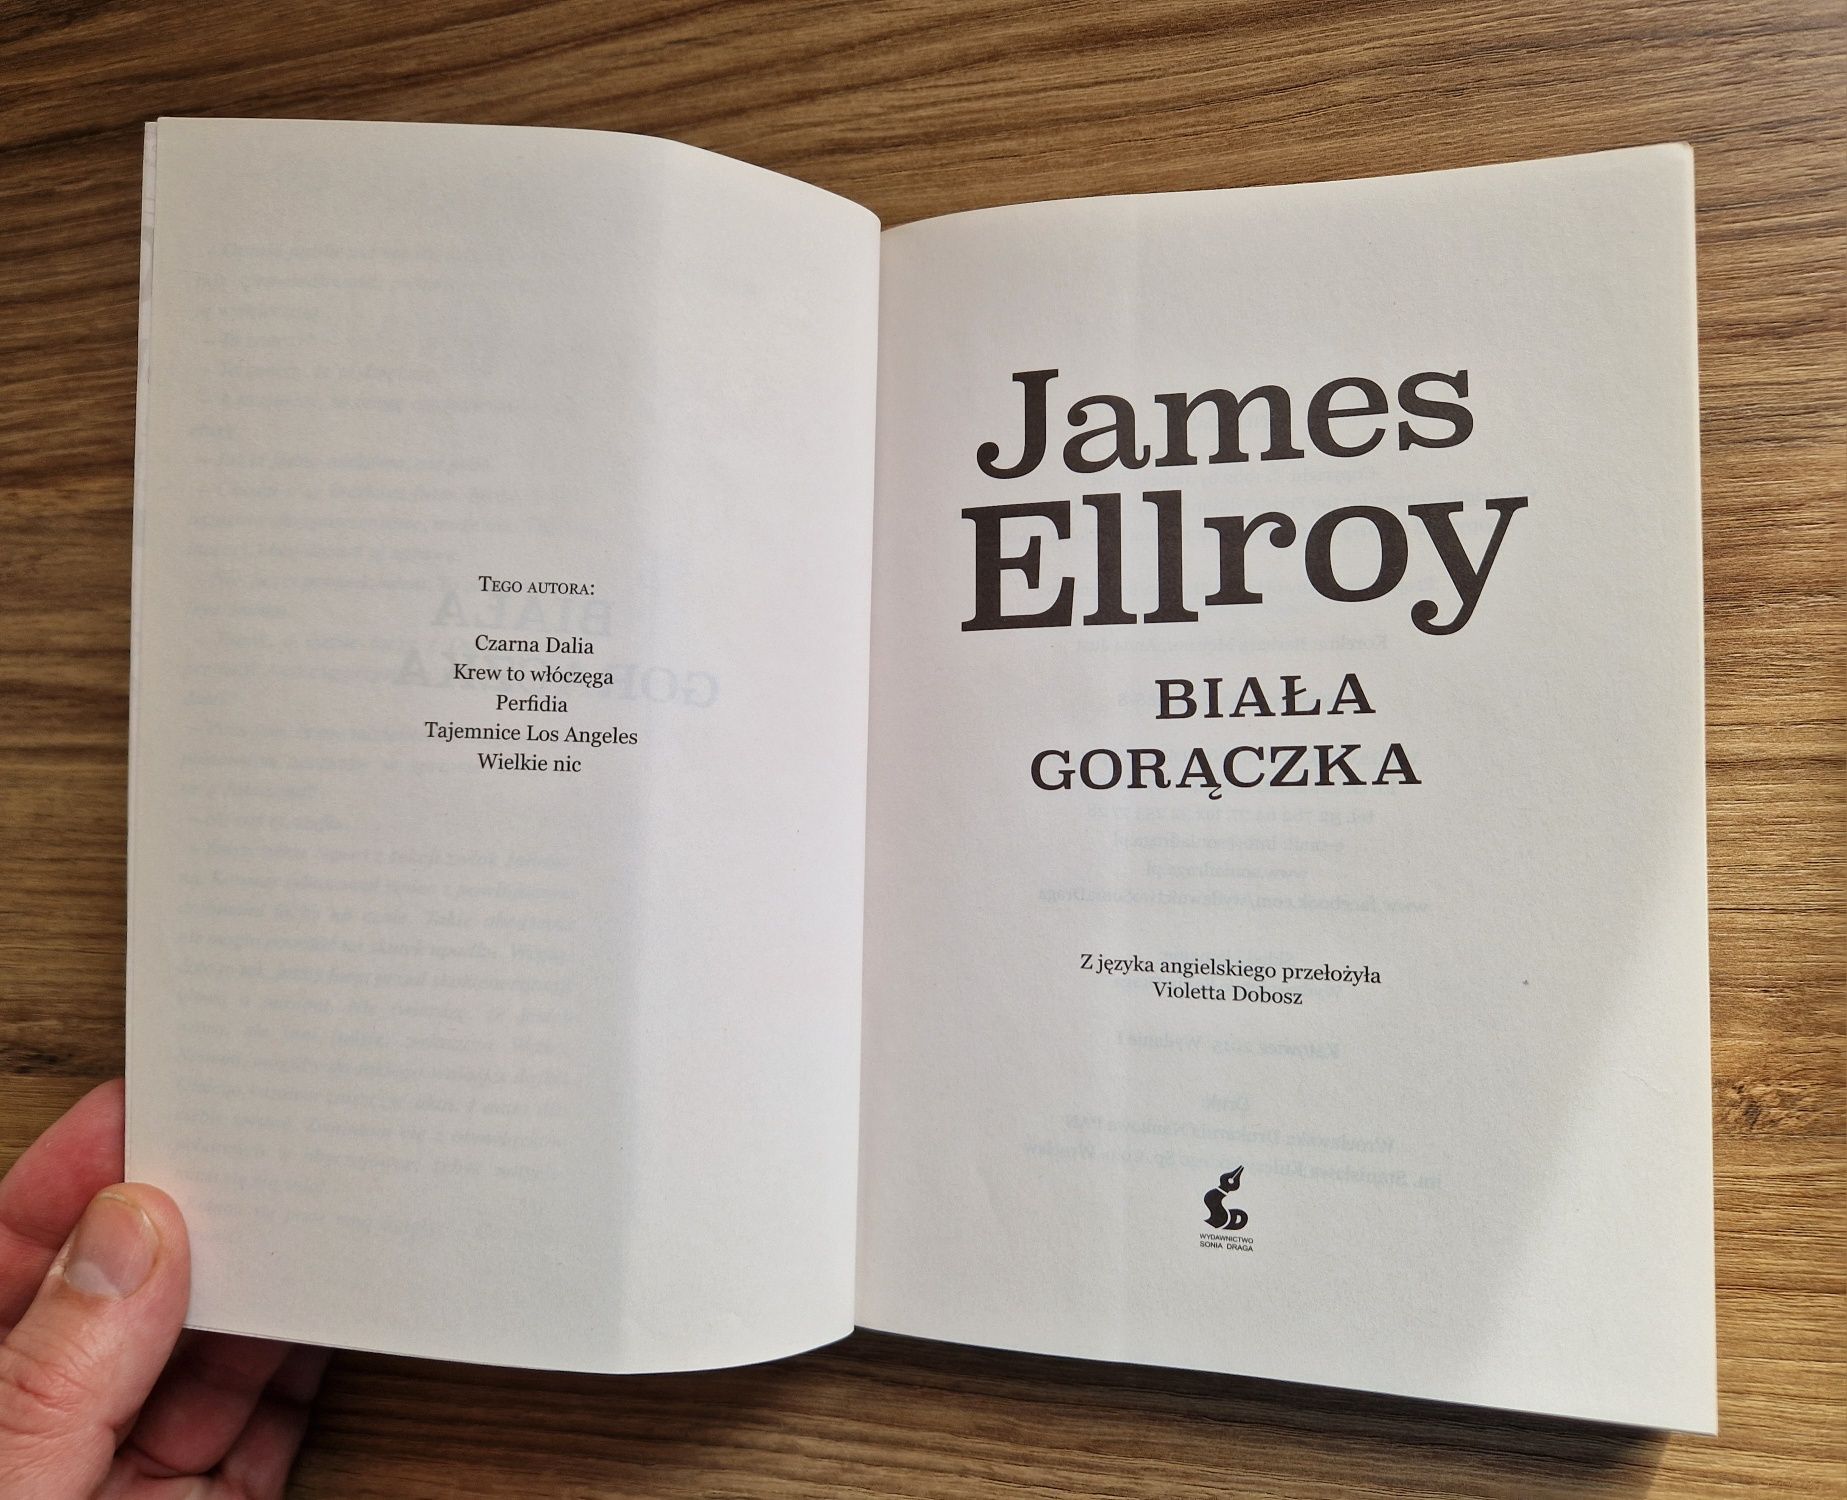 Tego autora:
Czarna Dalia
Krew to włóczęga
Perfidia
Tajemnice Los Angeles
Wielkie nic
James
Ellroy
BIAŁA
GORĄCZKA
Z języka angielskiego przełożyła
Violetta Dobosz
SD
WYDAWNICTWO
SONIA DRAGA